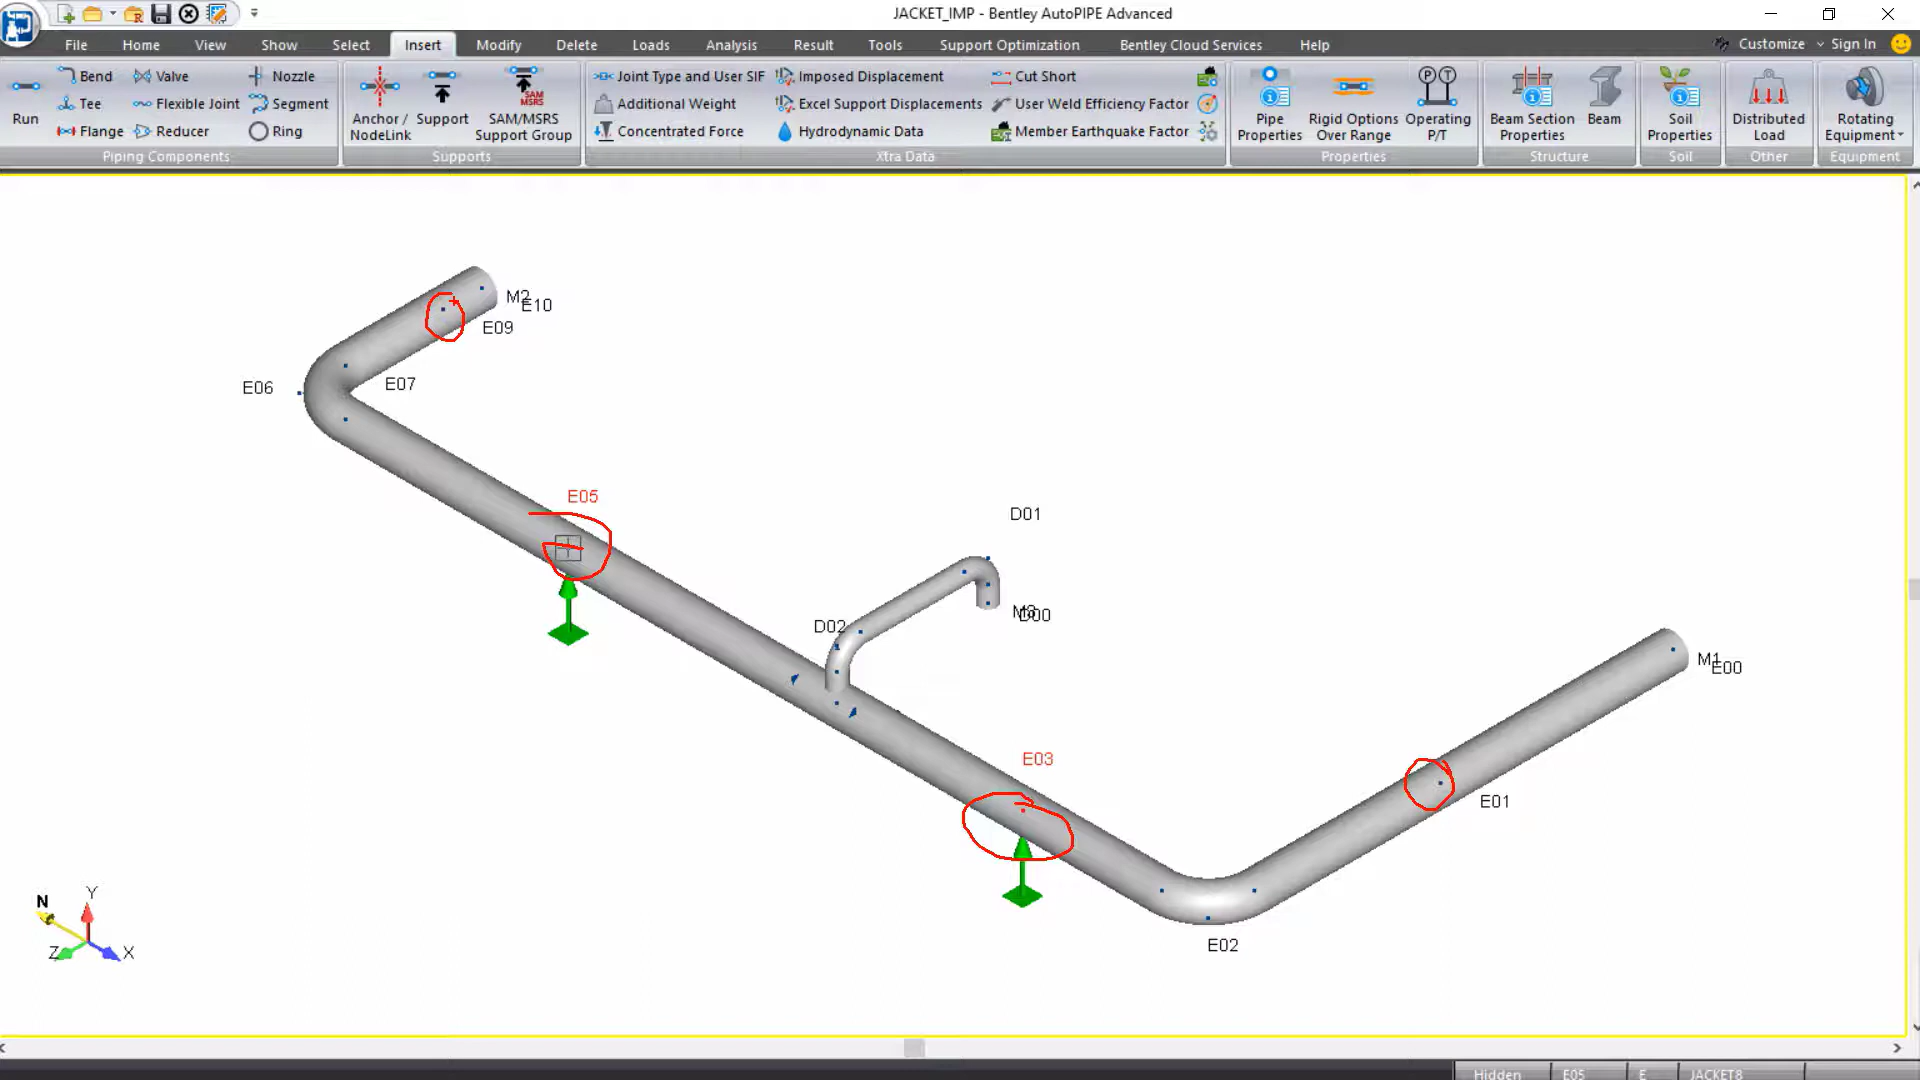 JACKET_IMP - Bentley AutoPIPE Advanced
File Home View Show Select Insert Modify Delete Loads Analysis Result Tools Support Optimization Bentley Cloud Services Help Customize Sign In
Run
Bend Valve Nozzle
Tee Flexible Joint Segment
Flange Reducer Ring
Piping Components
Anchor / NodeLink
Support
SAM MSRS
SAM/MSRS Support Group
Supports
Joint Type and User SIF Imposed Displacement Cut Short
Additional Weight Excel Support Displacements User Weld Efficiency Factor
Concentrated Force Hydrodynamic Data Member Earthquake Factor
Xtra Data
Pipe Properties
Rigid Options Over Range
P T
Operating P/T
Properties
Beam Section Properties
Beam
Structure
Soil Properties
Soil
Distributed Load
Other
Rotating Equipment
Equipment
M2
E10
E09
E06
E07
E05
D01
D02
D00
M1
E00
E03
E01
E02
N
Y
Z
X
Hidden E05 E JACKET8